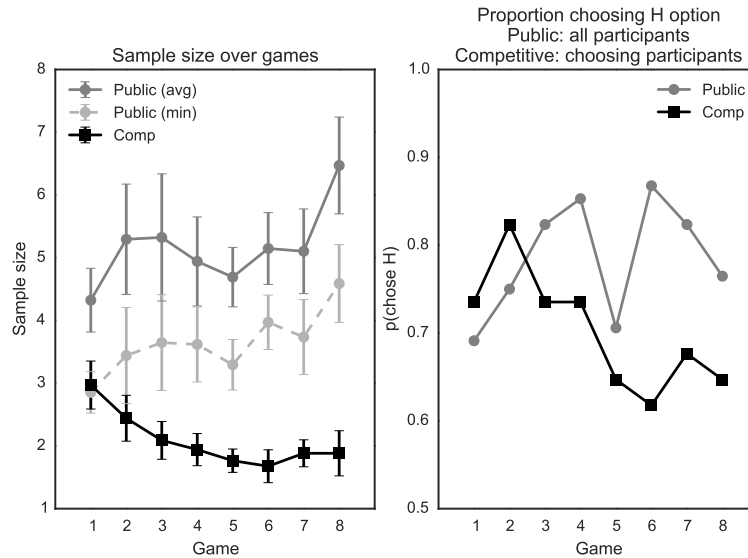 Sample size over games
8
7
6
5
4
3
2
1
Sample size
Public (avg)
Public (min)
Comp
1 2 3 4 5 6 7 8
Game
Proportion choosing H option
Public: all participants
Competitive: choosing participants
1.0
0.9
0.8
0.7
0.6
0.5
p(chose H)
Public
Comp
1 2 3 4 5 6 7 8
Game